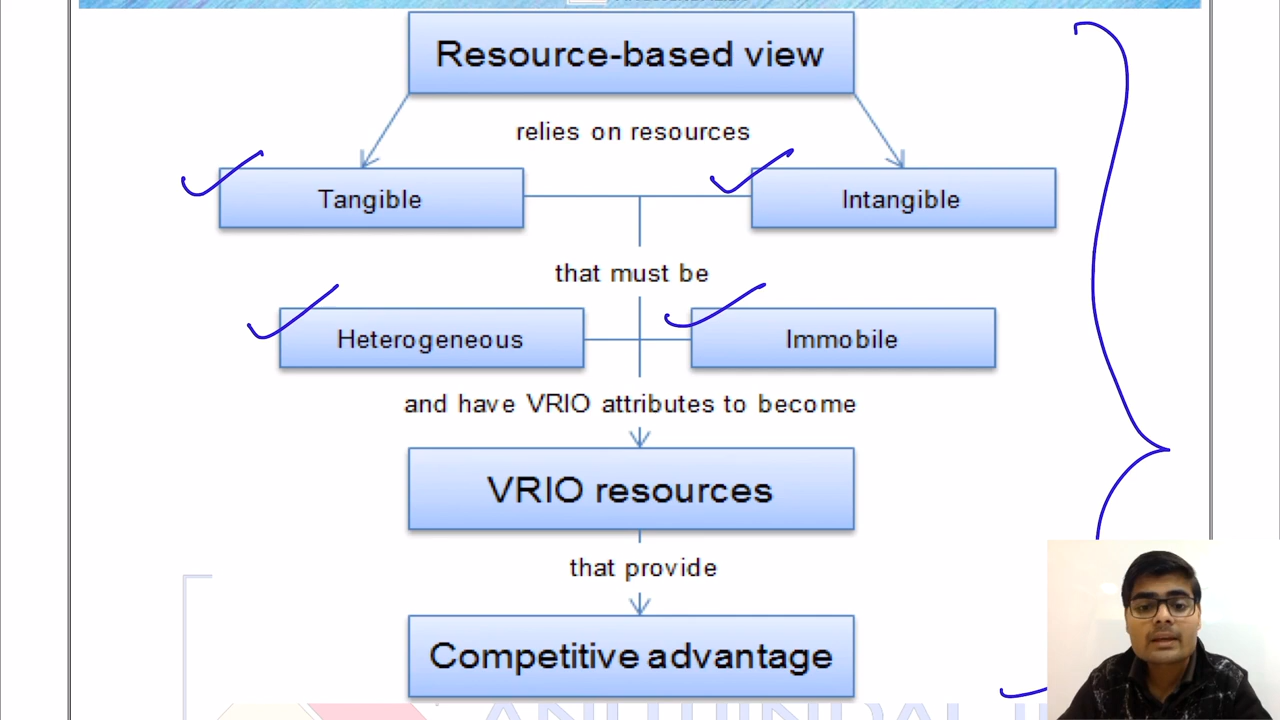 Resource-based view
relies on resources
Tangible
Intangible
that must be
Heterogeneous
Immobile
and have VRIO attributes to become
VRIO resources
that provide
Competitive advantage